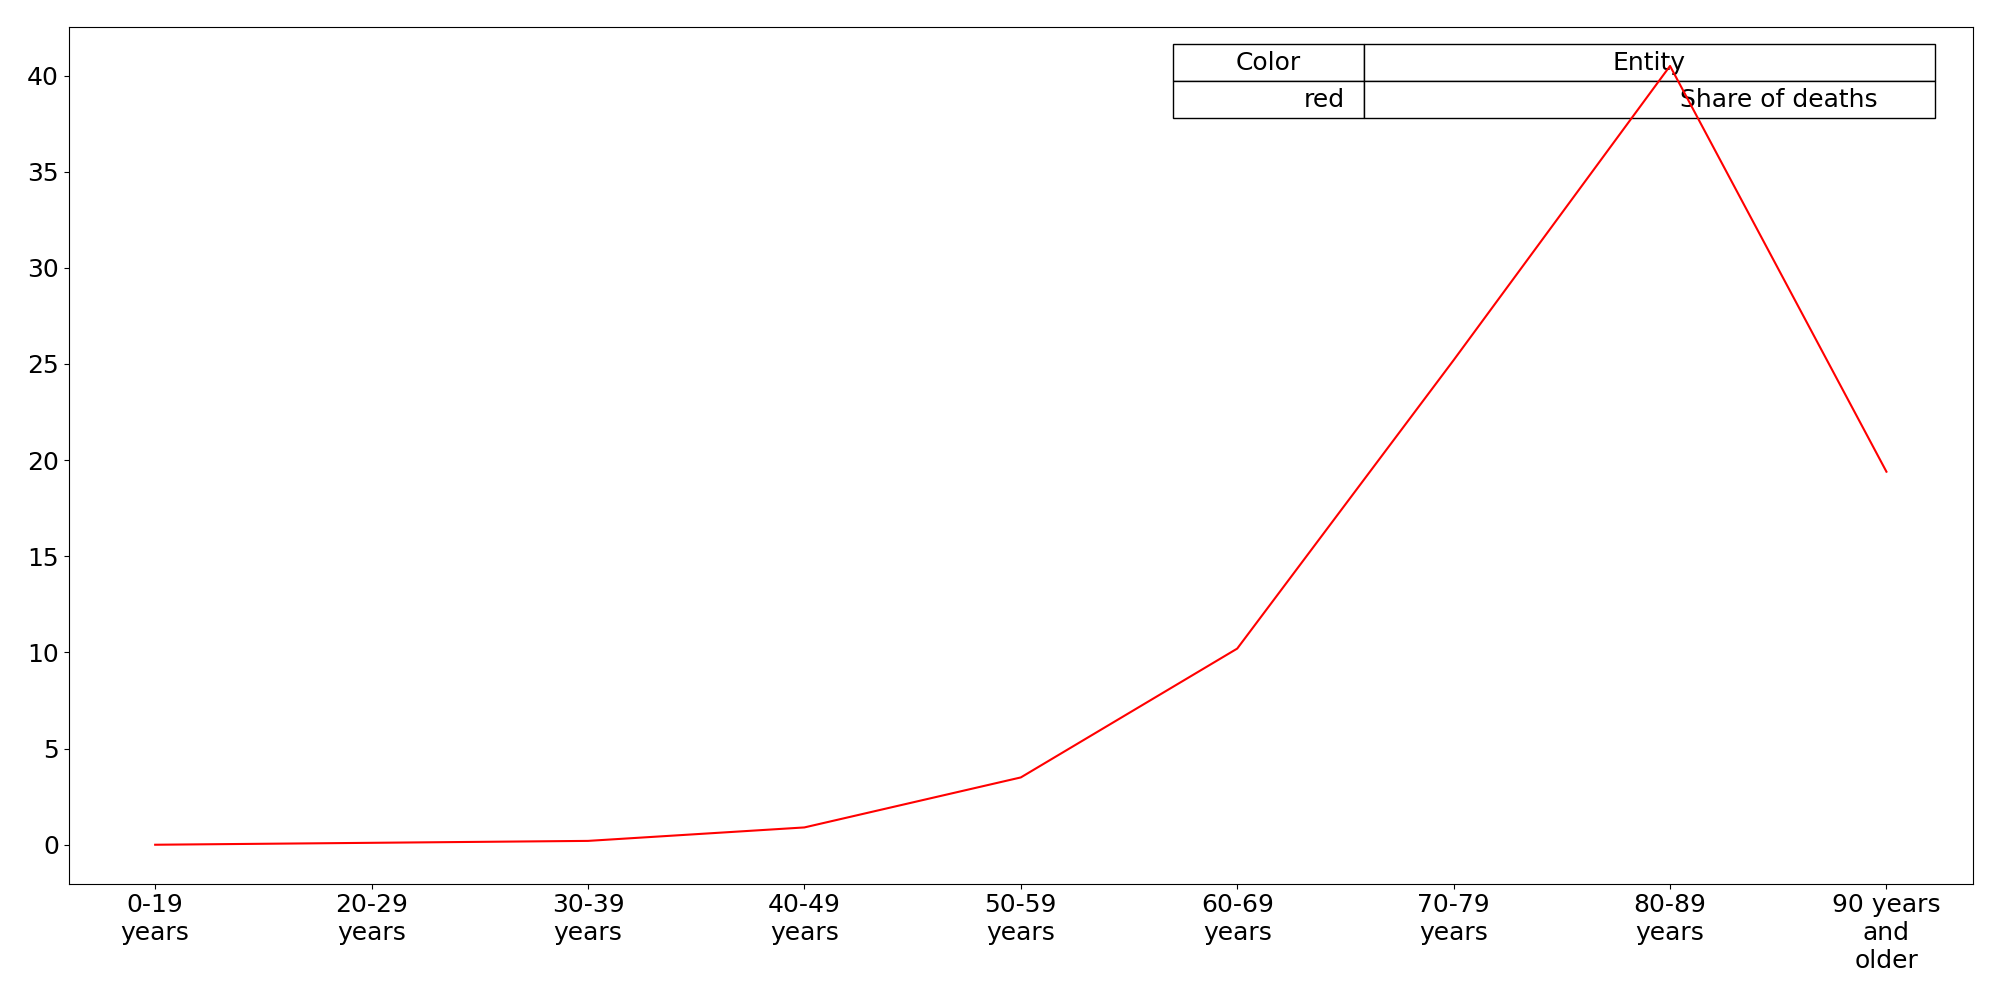 Color Entity
red Share of deaths
40
35
30
25
20
15
10
5
0
0-19 years
20-29 years
30-39 years
40-49 years
50-59 years
60-69 years
70-79 years
80-89 years
90 years and older